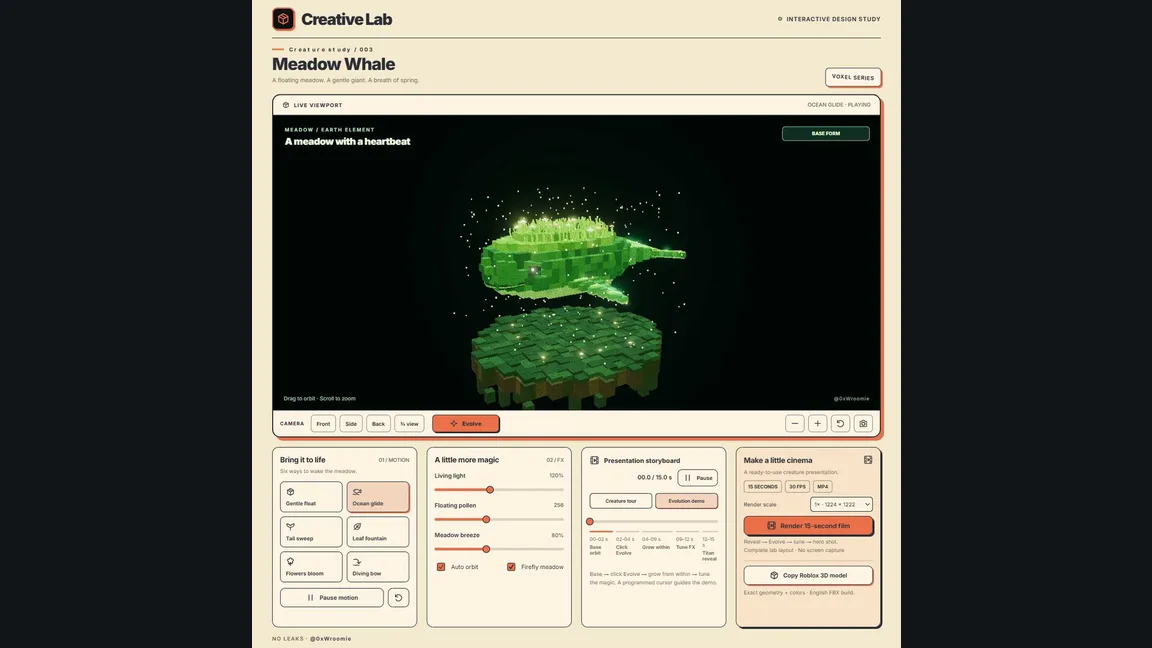 Creative Lab
INTERACTIVE DESIGN STUDY
Creature study / 003
Meadow Whale
A floating meadow. A gentle giant. A breath of spring.
VOXEL SERIES
LIVE VIEWPORT
OCEAN GLIDE · PLAYING
MEADOW / EARTH ELEMENT
A meadow with a heartbeat
BASE FORM
Drag to orbit · Scroll to zoom
@0xWroomie
CAMERA
Front
Side
Back
¾ view
Evolve
Bring it to life
01 / MOTION
Six ways to wake the meadow.
Gentle float
Ocean glide
Tail sweep
Leaf fountain
Flowers bloom
Diving bow
Pause motion
A little more magic
02 / FX
Living light
120%
Floating pollen
256
Meadow breeze
80%
Auto orbit
Firefly meadow
Presentation storyboard
00.0 / 15.0 s
Pause
Creature tour
Evolution demo
00–02 s
Base orbit
02–04 s
Click Evolve
04–09 s
Grow within
09–12 s
Tune FX
12–15 s
Titan reveal
Base → click Evolve → grow from within → tune
the magic. A programmed cursor guides the demo.
Make a little cinema
A ready-to-use creature presentation.
15 SECONDS
30 FPS
MP4
Render scale
1× · 1224 × 1222
Render 15-second film
Reveal → Evolve → tune → hero shot.
Complete lab layout · No screen capture
Copy Roblox 3D model
Exact geometry + colors · English FBX build.
NO LEAKS · @0xWroomie